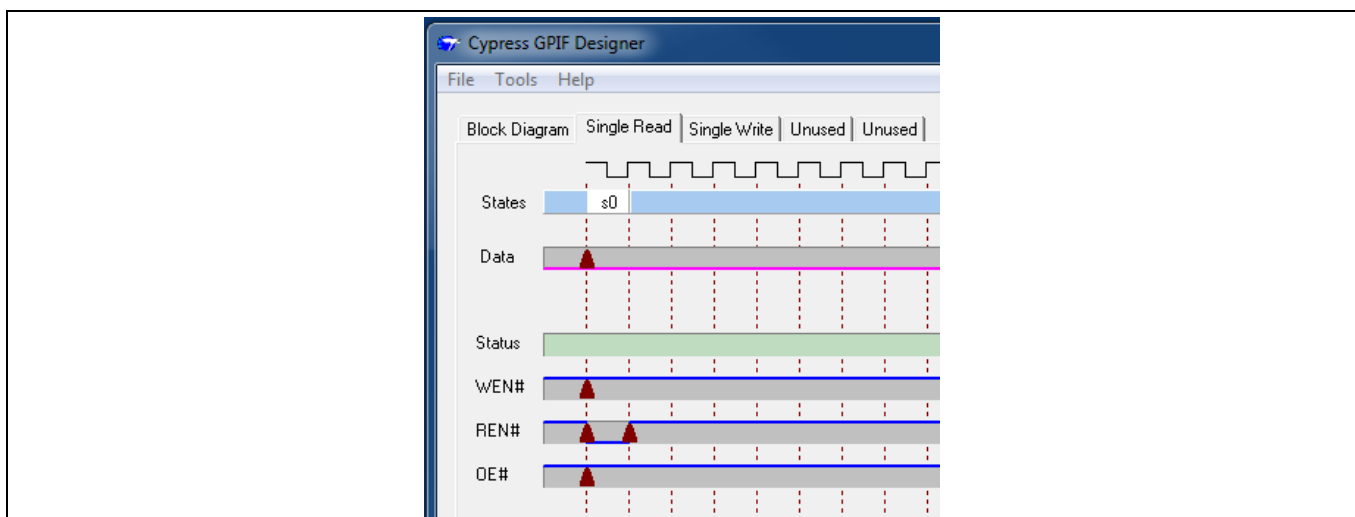 Cypress GPIF Designer
File Tools Help
Block Diagram Single Read Single Write Unused Unused
States s0
Data
Status
WEN#
REN#
OE#